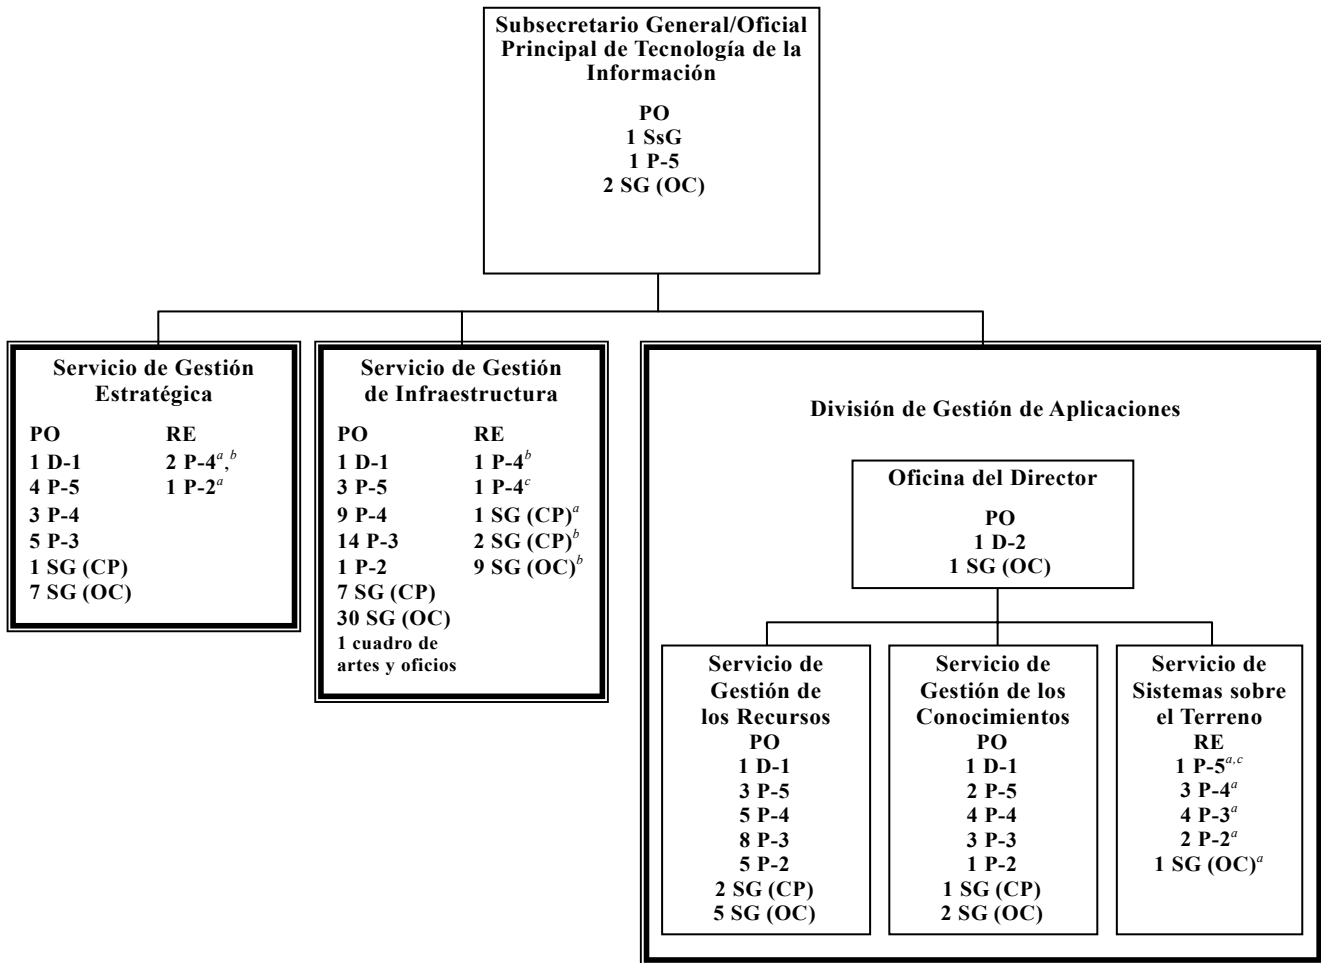 Subsecretario General/Oficial
Principal de Tecnología de la
Información
PO
1 SsG
1 P-5
2 SG (OC)
Servicio de Gestión
Estratégica
PO RE
1 D-1 2 P-4a, b
4 P-5 1 P-2a
3 P-4
5 P-3
1 SG (CP)
7 SG (OC)
Servicio de Gestión
de Infraestructura
PO RE
1 D-1 1 P-4b
3 P-5 1 P-4c
9 P-4 1 SG (CP)a
14 P-3 2 SG (CP)b
1 P-2 9 SG (OC)b
7 SG (CP)
30 SG (OC)
1 cuadro de
artes y oficios
División de Gestión de Aplicaciones
Oficina del Director
PO
1 D-2
1 SG (OC)
Servicio de
Gestión de
los Recursos
PO
1 D-1
3 P-5
5 P-4
8 P-3
5 P-2
2 SG (CP)
5 SG (OC)
Servicio de
Gestión de los
Conocimientos
PO
1 D-1
2 P-5
4 P-4
3 P-3
1 P-2
1 SG (CP)
2 SG (OC)
Servicio de
Sistemas sobre
el Terreno
RE
1 P-5a,c
3 P-4a
4 P-3a
2 P-2a
1 SG (OC)a